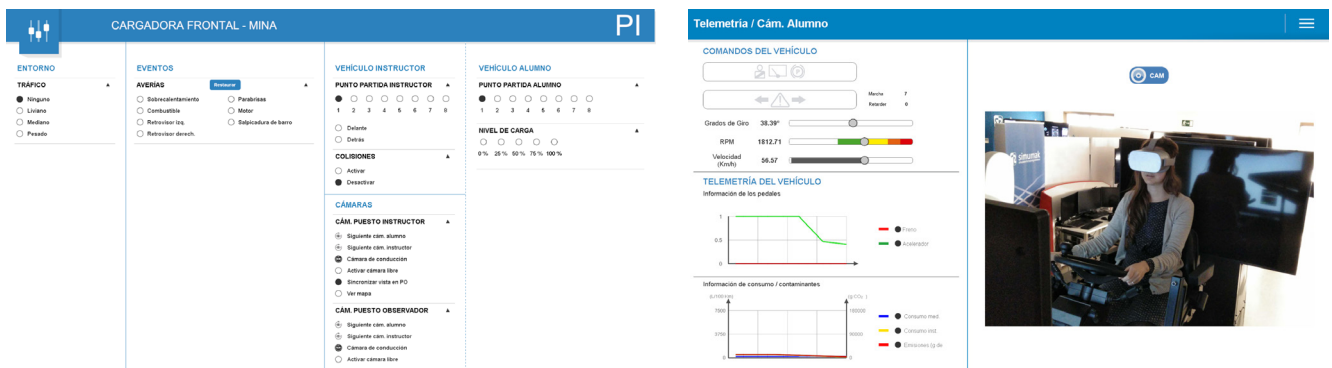 CARGADORA FRONTAL - MINA
PI
ENTORNO
TRÁFICO
Ninguno
Liviano
Mediano
Pesado
EVENTOS
AVERÍAS
Restaurar
Sobrecalentamiento
Combustible
Retrovisor izq.
Retrovisor derech.
Parabrisas
Motor
Salpicadura de barro
VEHÍCULO INSTRUCTOR
PUNTO PARTIDA INSTRUCTOR
1 2 3 4 5 6 7 8
Delante
Detrás
COLISIONES
Activar
Desactivar
CÁMARAS
CÁM. PUESTO INSTRUCTOR
Siguiente cám. alumno
Siguiente cám. instructor
Cámara de conducción
Activar cámara libre
Sincronizar vista en PO
Ver mapa
CÁM. PUESTO OBSERVADOR
Siguiente cám. alumno
Siguiente cám. instructor
Cámara de conducción
Activar cámara libre
VEHÍCULO ALUMNO
PUNTO PARTIDA ALUMNO
1 2 3 4 5 6 7 8
NIVEL DE CARGA
0% 25% 50% 75% 100%
Telemetría / Cám. Alumno
COMANDOS DEL VEHÍCULO
Marcha 7
Retarder 0
Grados de Giro 38.39°
RPM 1812.71
Velocidad
(Km/h) 56.57
TELEMETRÍA DEL VEHÍCULO
Información de los pedales
1
0.5
0
Freno
Acelerador
Información de consumo / contaminantes
7500
3750
0
0
Consumo med
Consumo inst
Emisiones (g de
CAM
simumak